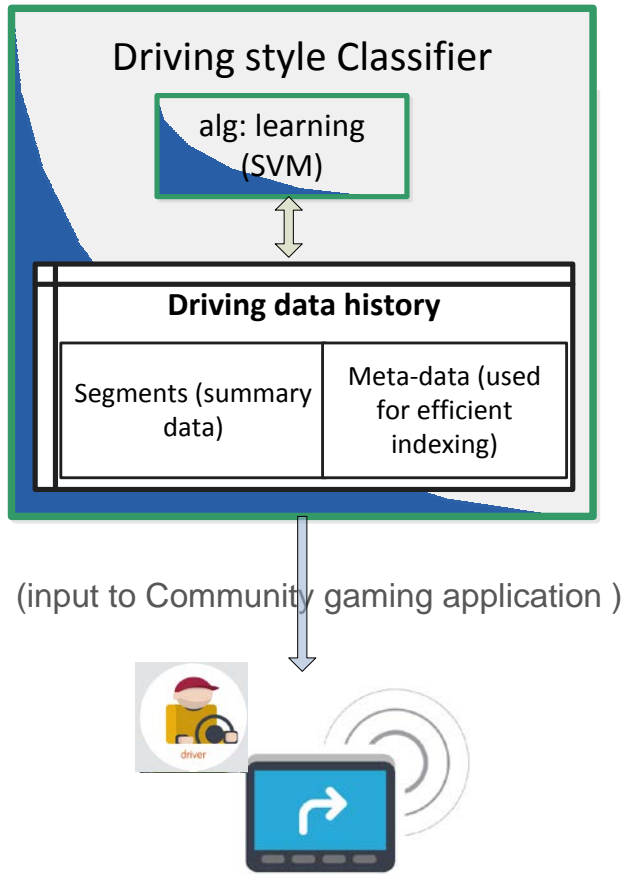 Driving style Classifier
alg: learning
(SVM)
Driving data history
Segments (summary
data)
Meta-data (used
for efficient
indexing)
(input to Community gaming application )
driver